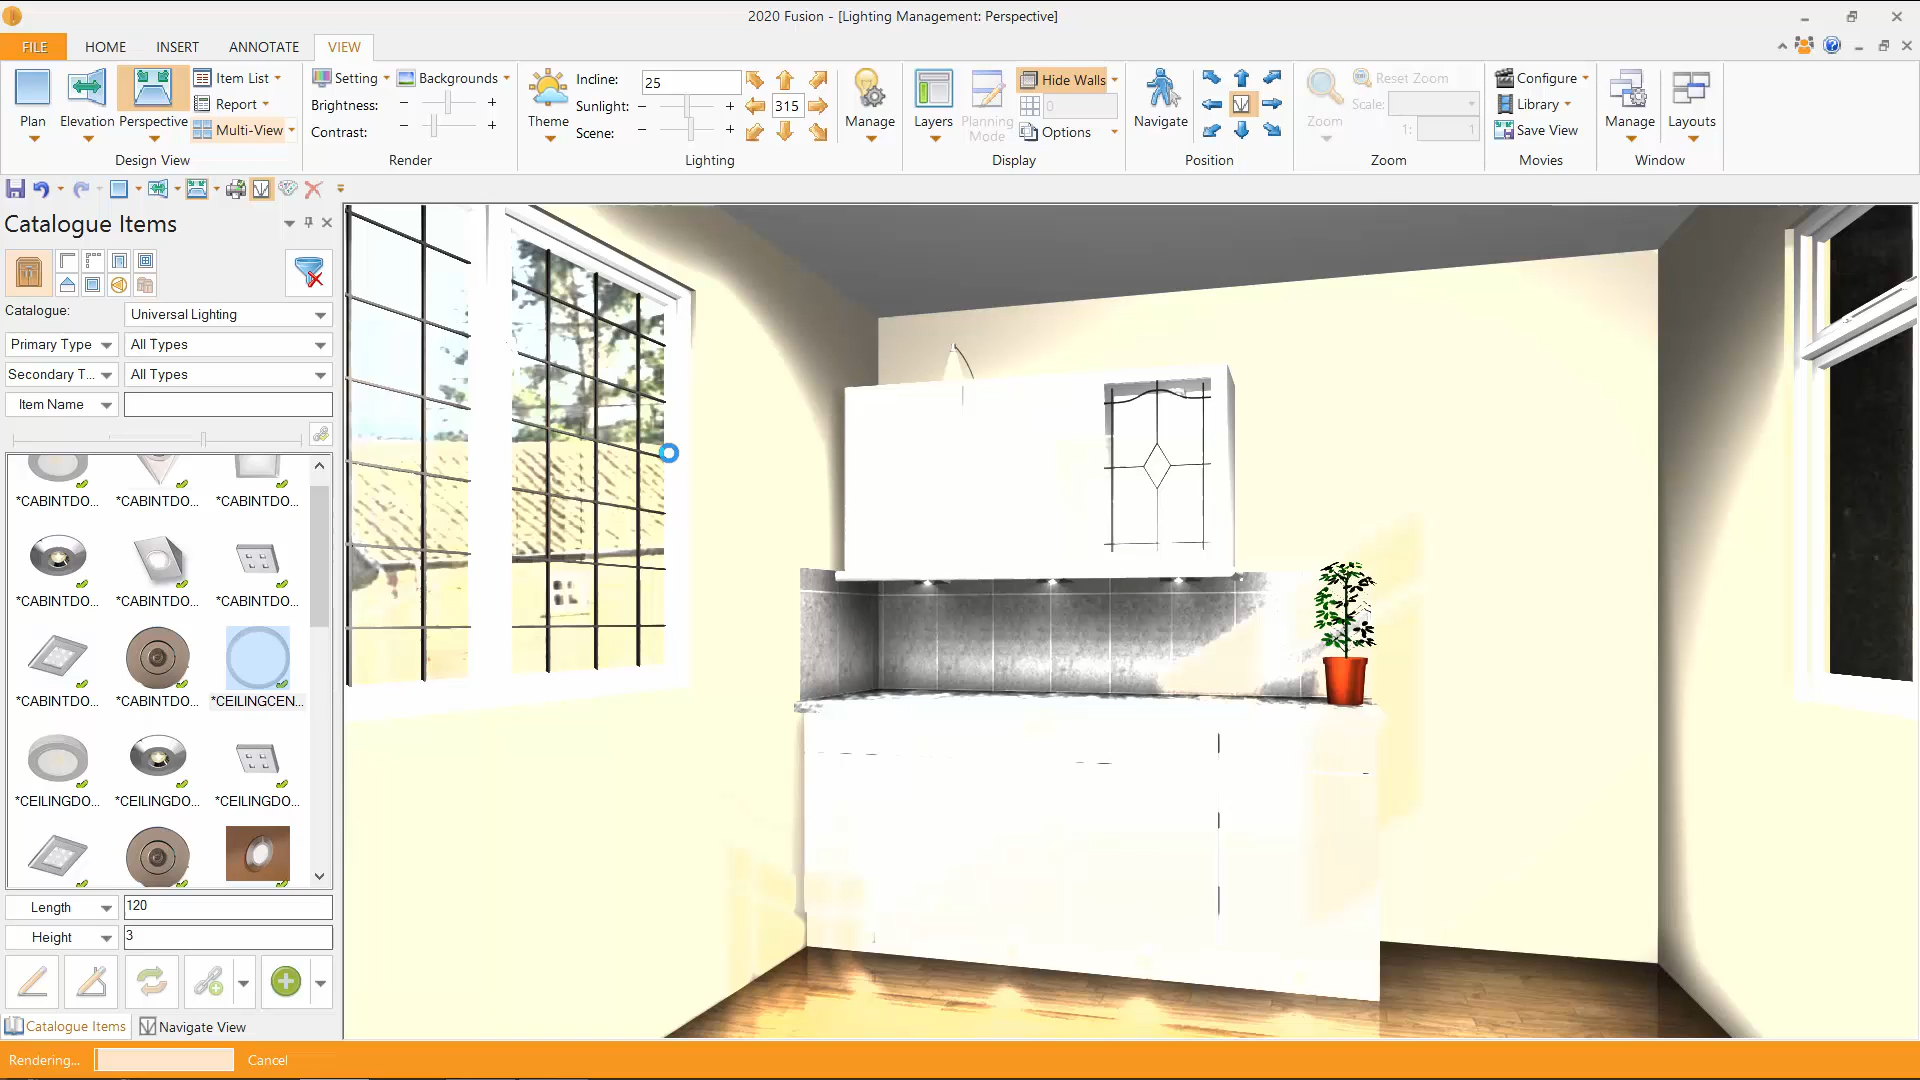 2020 Fusion - [Lighting Management: Perspective]
FILE
HOME
INSERT
ANNOTATE
VIEW
Plan
Elevation
Perspective
Item List
Report
Multi-View
Design View
Setting
Backgrounds
Brightness:
Contrast:
Render
Theme
Incline:
25
Sunlight:
315
Scene:
Manage
Lighting
Layers
Planning Mode
Hide Walls
0
Options
Display
Navigate
Position
Zoom
Reset Zoom
Scale:
1:
1
Zoom
Configure
Library
Save View
Movies
Manage
Layouts
Window
Catalogue Items
Catalogue:
Universal Lighting
Primary Type
All Types
Secondary T...
All Types
Item Name
*CABINTDO...
*CABINTDO...
*CABINTDO...
*CABINTDO...
*CABINTDO...
*CABINTDO...
*CABINTDO...
*CABINTDO...
*CEILINGCEN...
*CEILINGDO...
*CEILINGDO...
*CEILINGDO...
Length
120
Height
3
Catalogue Items
Navigate View
Rendering...
Cancel